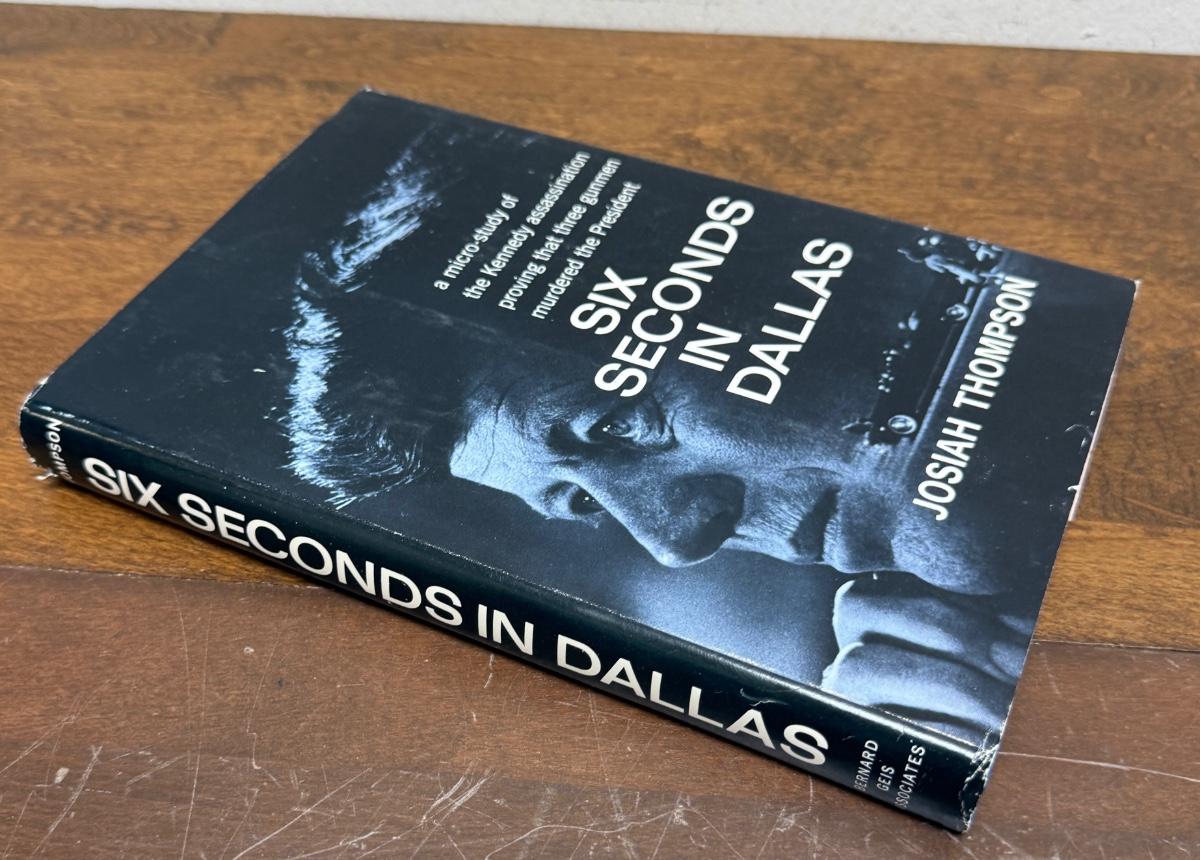 a micro-study of
the Kennedy assassination
proving that three gunmen
murdered the President
SIX
SECONDS
IN
DALLAS
JOSIAH THOMPSON
SIX SECONDS IN DALLAS
GEIS